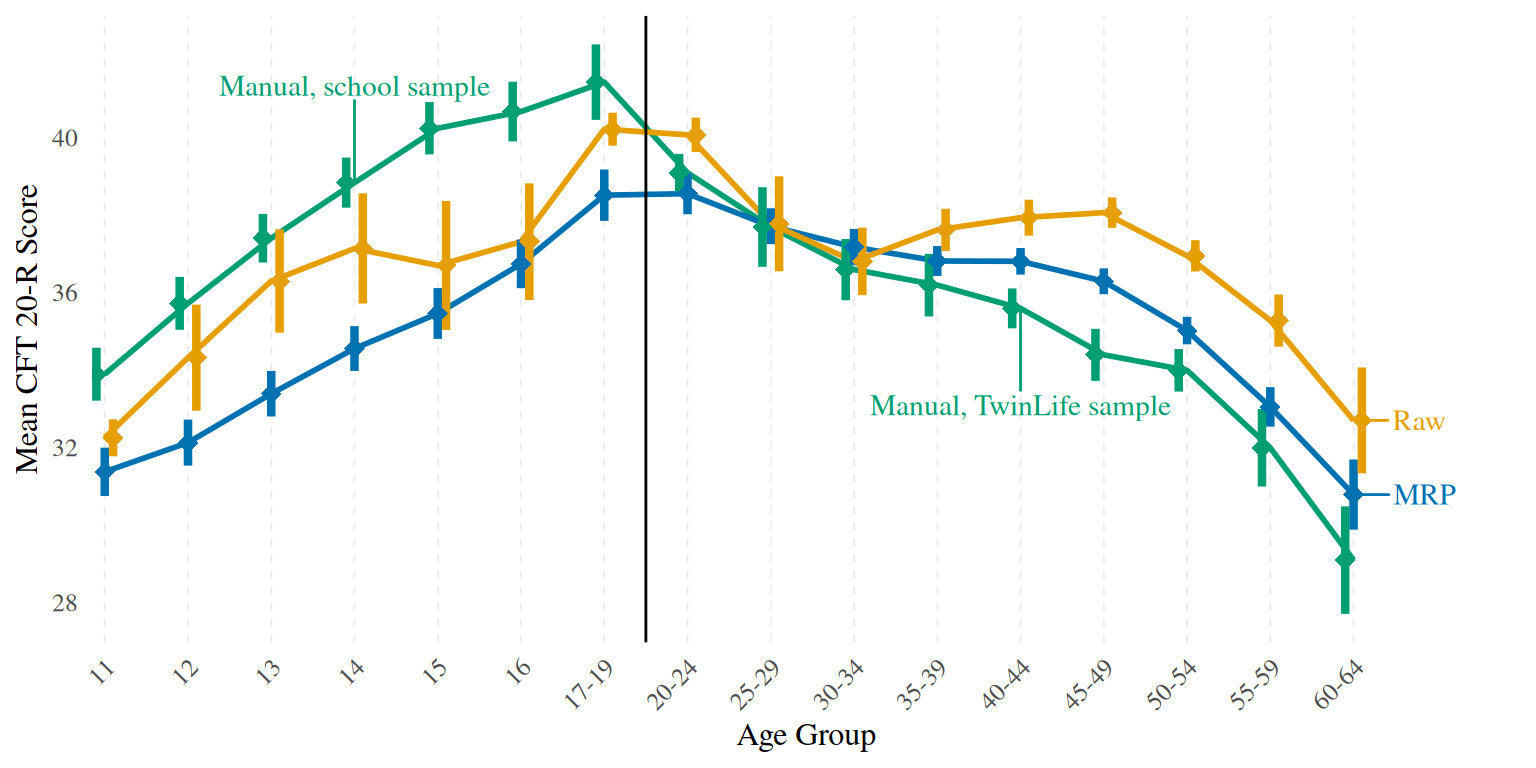 Manual, school sample
40
36
32
28
Mean CFT 20-R Score
Manual, TwinLife sample
Raw
MRP
11 12 13 14 15 16 17-19 20-24 25-29 30-34 35-39 40-44 45-49 50-54 55-59 60-64
Age Group